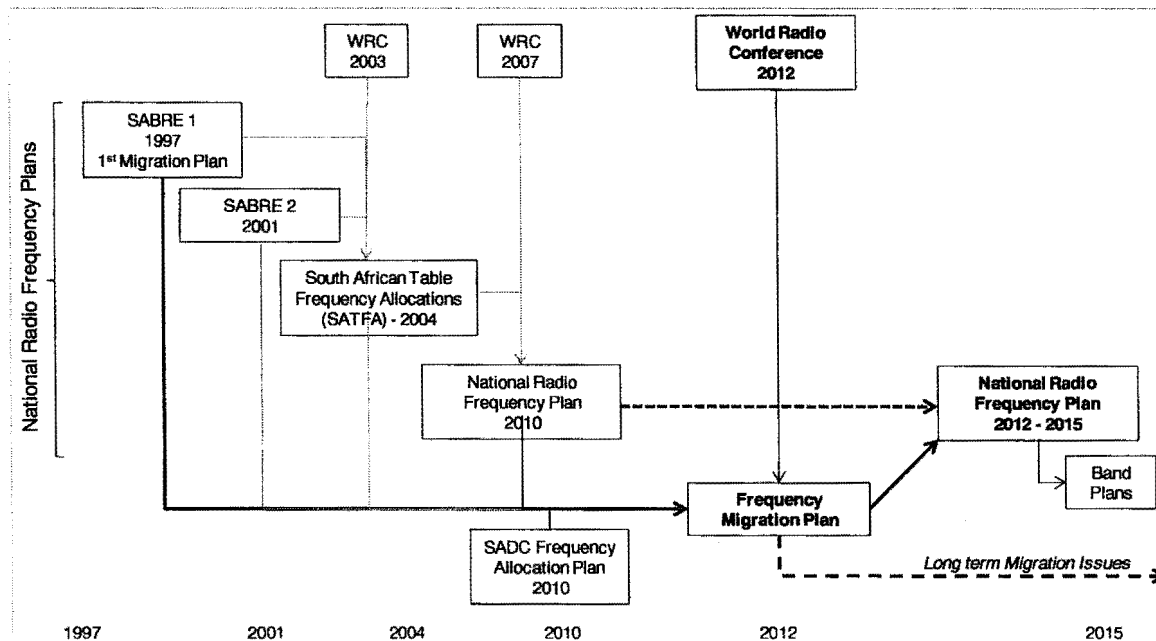 WRC
2003
WRC
2007
World Radio
Conference
2012
National Radio Frequency Plans
SABRE 1
1997
1st Migration Plan
SABRE 2
2001
South African Table
Frequency Allocations
(SATFA) - 2004
National Radio
Frequency Plan
2010
National Radio
Frequency Plan
2012 - 2015
Band
Plans
Frequency
Migration Plan
SADC Frequency
Allocation Plan
2010
Long term Migration Issues
1997
2001
2004
2010
2012
2015